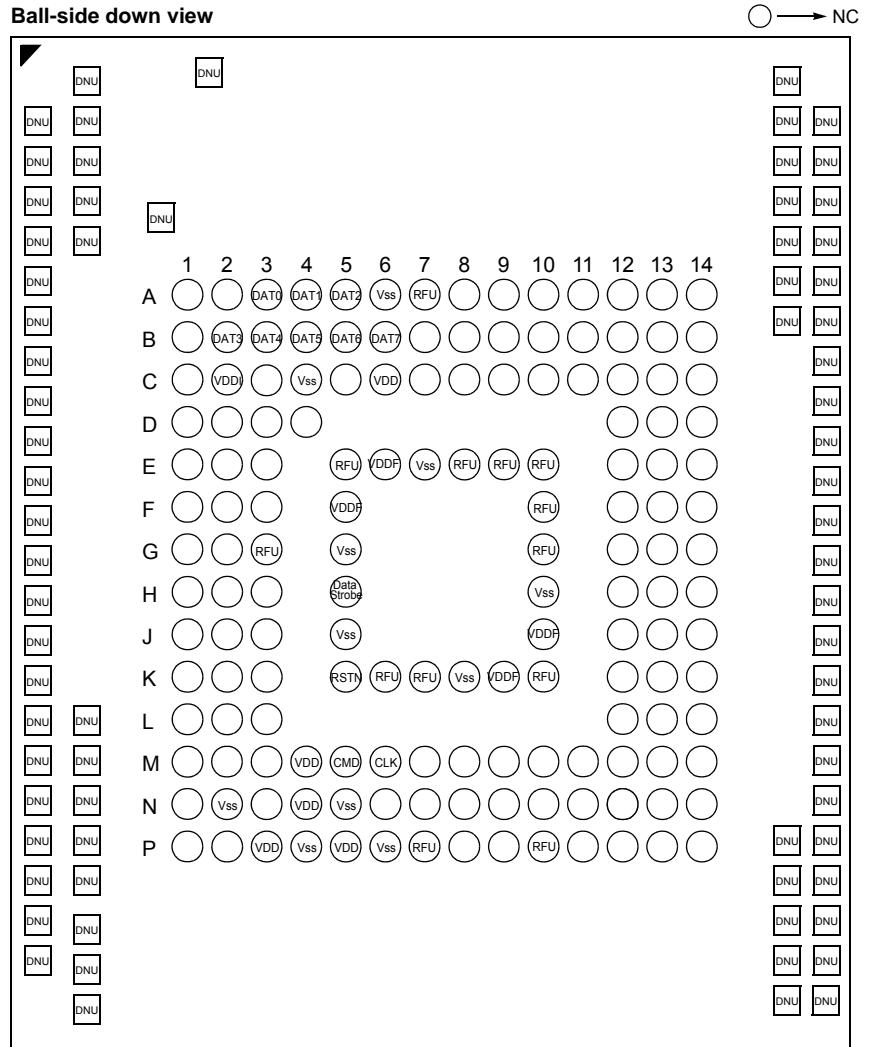 Ball-side down view NC
DNU DNU DNU
DNU DNU DNU DNU
DNU DNU DNU DNU
DNU DNU DNU DNU
DNU
DNU DNU DNU DNU
1 2 3 4 5 6 7 8 9 10 11 12 13 14
DNU DNU DNU
A DAT0 DAT1 DAT2 Vss RFU
DNU DNU DNU
B DAT3 DAT4 DAT5 DAT6 DAT7
DNU DNU
C VDDI Vss VDD
DNU DNU
D
DNU DNU
E RFU VDDF Vss RFU RFU RFU
DNU DNU
F VDDF RFU
DNU DNU
G RFU Vss RFU
DNU DNU
H Data Strobe Vss
DNU DNU
J Vss VDDF
DNU DNU
K RSTN RFU RFU Vss VDDF RFU
DNU DNU
DNU DNU L DNU
DNU DNU M VDD CMD CLK DNU
DNU DNU N Vss VDD Vss DNU
DNU DNU P VDD Vss VDD Vss RFU RFU DNU DNU
DNU DNU DNU DNU
DNU DNU DNU DNU
DNU DNU DNU DNU
DNU DNU DNU